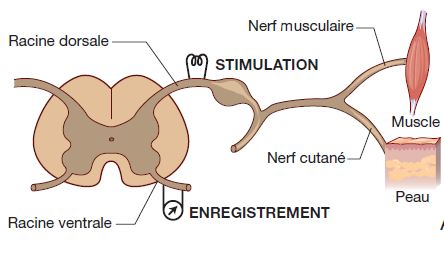 Nerf musculaire
Racine dorsale
STIMULATION
Muscle
Nerf cutané
Peau
ENREGISTREMENT
Racine ventrale